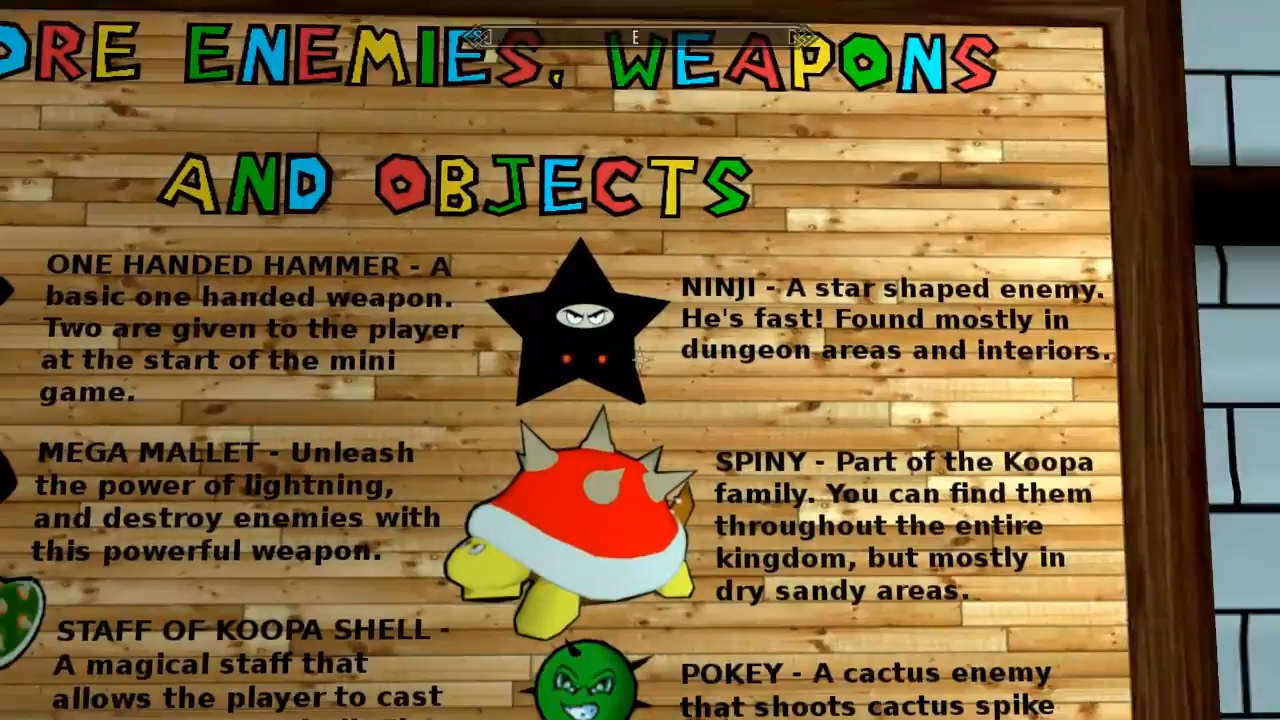 ORE ENEMIES, WEAPONS
E
AND OBJECTS
ONE HANDED HAMMER - A
basic one handed weapon.
Two are given to the player
at the start of the mini
game.
NINJI - A star shaped enemy.
He's fast! Found mostly in
dungeon areas and interiors.
MEGA MALLET - Unleash
the power of lightning,
and destroy enemies with
this powerful weapon.
SPINY - Part of the Koopa
family. You can find them
throughout the entire
kingdom, but mostly in
dry sandy areas.
STAFF OF KOOPA SHELL -
A magical staff that
allows the player to cast
POKEY - A cactus enemy
that shoots cactus spike